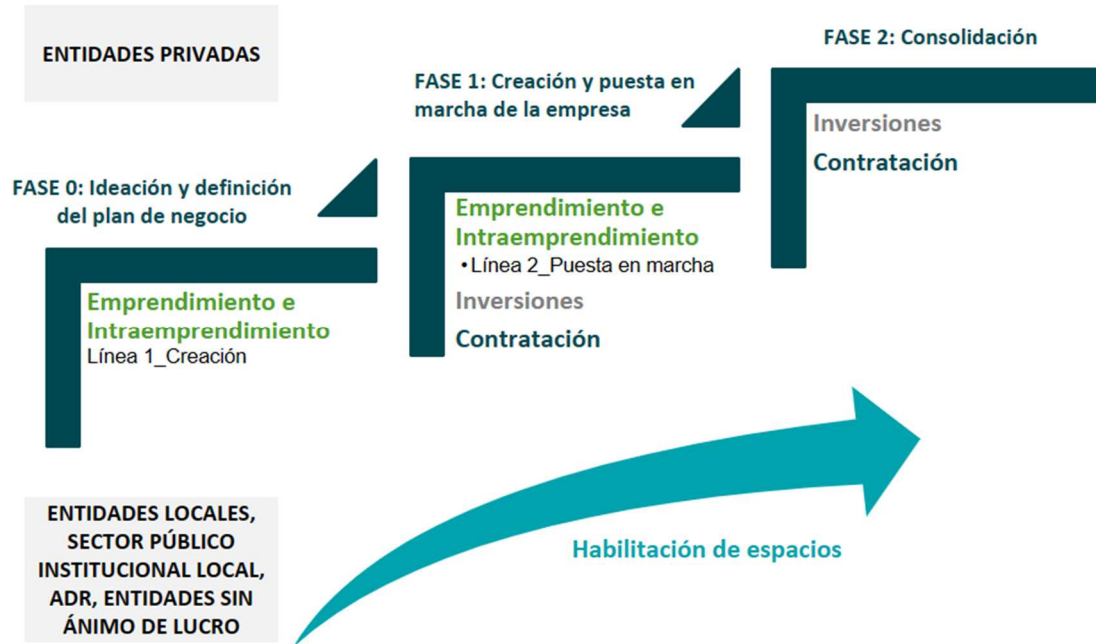 ENTIDADES PRIVADAS
FASE 0: Ideación y definición
del plan de negocio
Emprendimiento e
Intraemprendimiento
Línea 1_Creación
FASE 1: Creación y puesta en
marcha de la empresa
Emprendimiento e
Intraemprendimiento
•Línea 2_Puesta en marcha
Inversiones
Contratación
FASE 2: Consolidación
Inversiones
Contratación
ENTIDADES LOCALES,
SECTOR PÚBLICO
INSTITUCIONAL LOCAL,
ADR, ENTIDADES SIN
ÁNIMO DE LUCRO
Habilitación de espacios